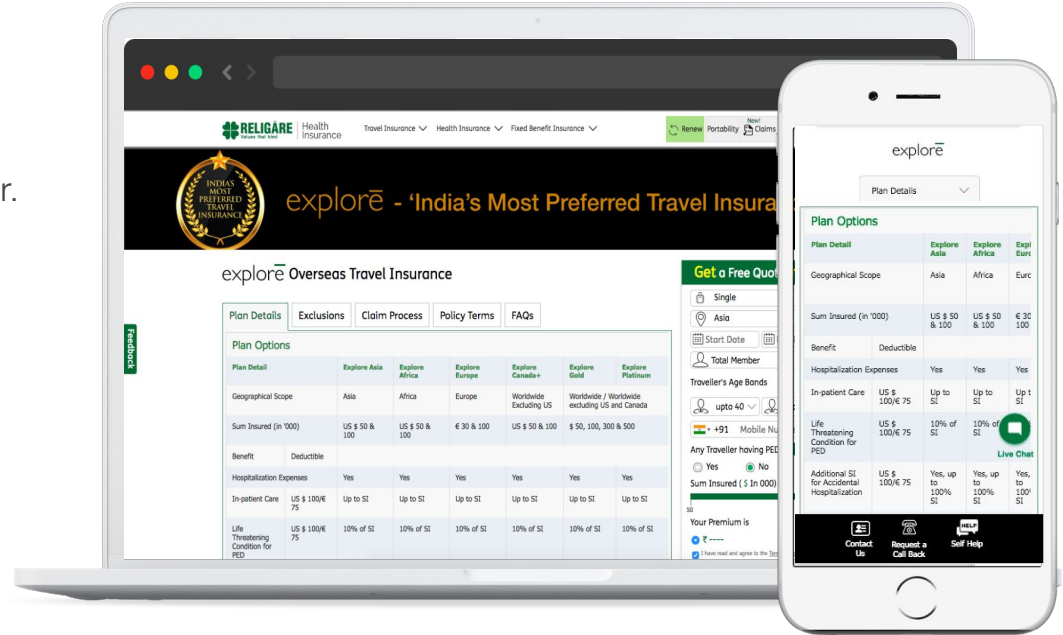 r.
RELIGARE Health Insurance
Values that bind
Travel Insurance Health Insurance Fixed Benefit Insurance
Renew Portability New! Claims
INDIA'S MOST PREFERRED TRAVEL INSURANCE
explorē - 'India's Most Preferred Travel Insura
explorē Overseas Travel Insurance
Plan Details Exclusions Claim Process Policy Terms FAQs
Feedback
Plan Options
Plan Detail Explore Asia Explore Africa Explore Europe Explore Canada+ Explore Gold Explore Platinum
Geographical Scope Asia Africa Europe Worldwide Excluding US Worldwide / Worldwide excluding US and Canada
Sum Insured (in '000) US $ 50 & 100 US $ 50 & 100 € 30 & 100 US $ 50 & 100 $ 50, 100, 300 & 500
Benefit Deductible
Hospitalization Expenses Yes Yes Yes Yes Yes Yes
In-patient Care US $ 100/€ 75 Up to SI Up to SI Up to SI Up to SI Up to SI Up to SI
Life Threatening Condition for PED US $ 100/€ 75 10% of SI 10% of SI 10% of SI 10% of SI 10% of SI 10% of SI
Get a Free Quot
Single
Asia
Start Date
Total Member
Traveller's Age Bands
upto 40
+91 Mobile Nu
Any Traveller having PED
Yes No
Sum Insured ( $ In 000)
50
Your Premium is
₹ ----
I have read and agree to the
explorē
Plan Details
Plan Options
Plan Detail Explore Asia Explore Africa Expl Euro
Geographical Scope Asia Africa Euro
Sum Insured (in '000) US $ 50 & 100 US $ 50 & 100 € 30 100
Benefit Deductible
Hospitalization Expenses Yes Yes Yes
In-patient Care US $ 100/€ 75 Up to SI Up to SI Up t SI
Life Threatening Condition for PED US $ 100/€ 75 10% of SI 10% of SI
Live Chat
Additional SI for Accidental Hospitalization US $ 100/€ 75 Yes, up to 100% SI Yes, up to 100% SI Yes, to 100% SI
Contact Us Request a Call Back HELP Self Help